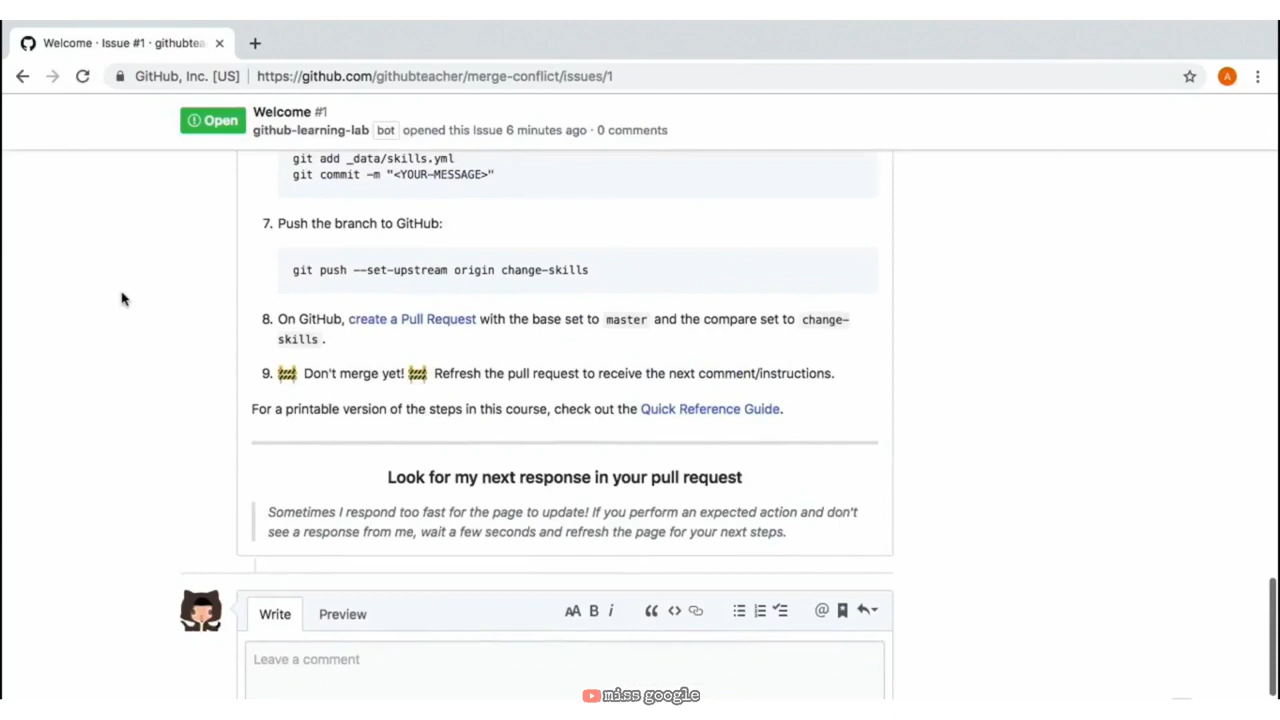 Welcome · Issue #1 · githubtea
GitHub, Inc. [US] https://github.com/githubteacher/merge-conflict/issues/1
A
Open
Welcome #1
github-learning-lab bot opened this Issue 6 minutes ago · 0 comments
git add _data/skills.yml
git commit -m "<YOUR-MESSAGE>"
7. Push the branch to GitHub:
git push --set-upstream origin change-skills
8. On GitHub, create a Pull Request with the base set to master and the compare set to change-
skills .
9. 🚧 Don't merge yet! 🚧 Refresh the pull request to receive the next comment/instructions.
For a printable version of the steps in this course, check out the Quick Reference Guide.
Look for my next response in your pull request
Sometimes I respond too fast for the page to update! If you perform an expected action and don't
see a response from me, wait a few seconds and refresh the page for your next steps.
Write Preview AA B i
Leave a comment
miss google